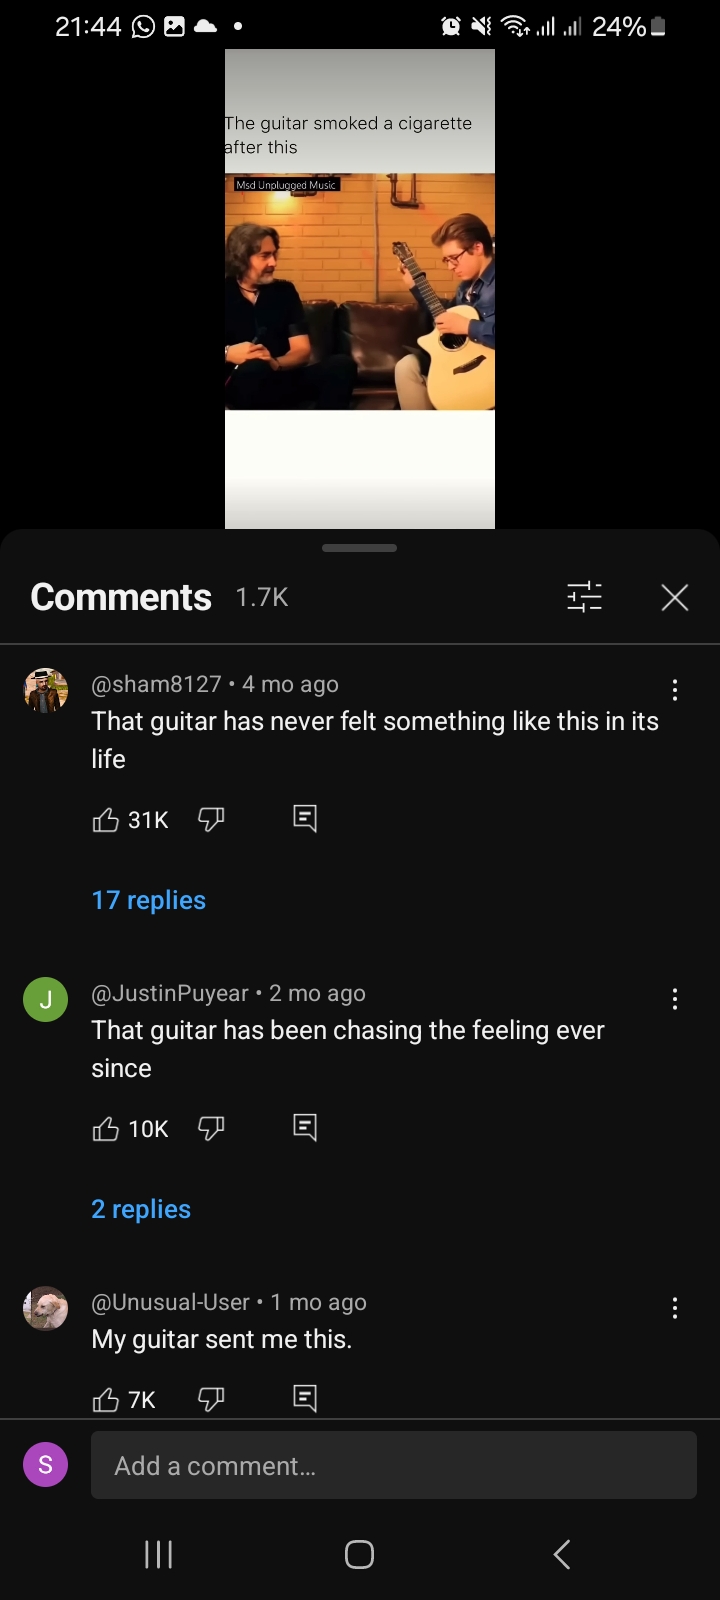 21:44
24%
The guitar smoked a cigarette
after this
Msd Unplugged Music
Comments 1.7K
@sham8127 • 4 mo ago
That guitar has never felt something like this in its
life
31K
17 replies
J
@JustinPuyear • 2 mo ago
That guitar has been chasing the feeling ever
since
10K
2 replies
@Unusual-User • 1 mo ago
My guitar sent me this.
7K
S
Add a comment...